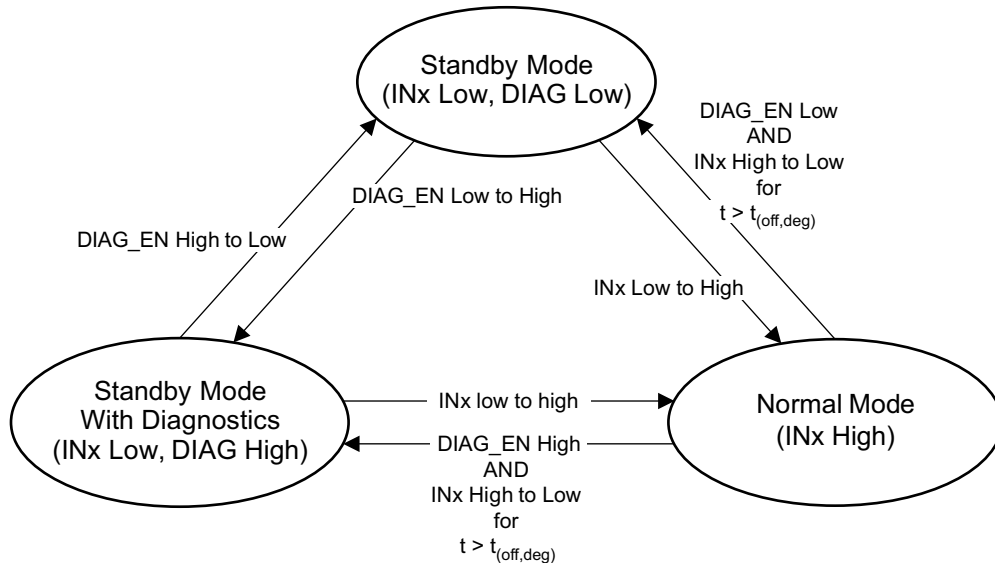 Standby Mode
(INx Low, DIAG Low)
DIAG_EN Low
AND
INx High to Low
for
t > t(off,deg)
DIAG_EN Low to High
DIAG_EN High to Low
INx Low to High
Standby Mode
With Diagnostics
(INx Low, DIAG High)
INx low to high
DIAG_EN High
AND
INx High to Low
for
t > t(off,deg)
Normal Mode
(INx High)